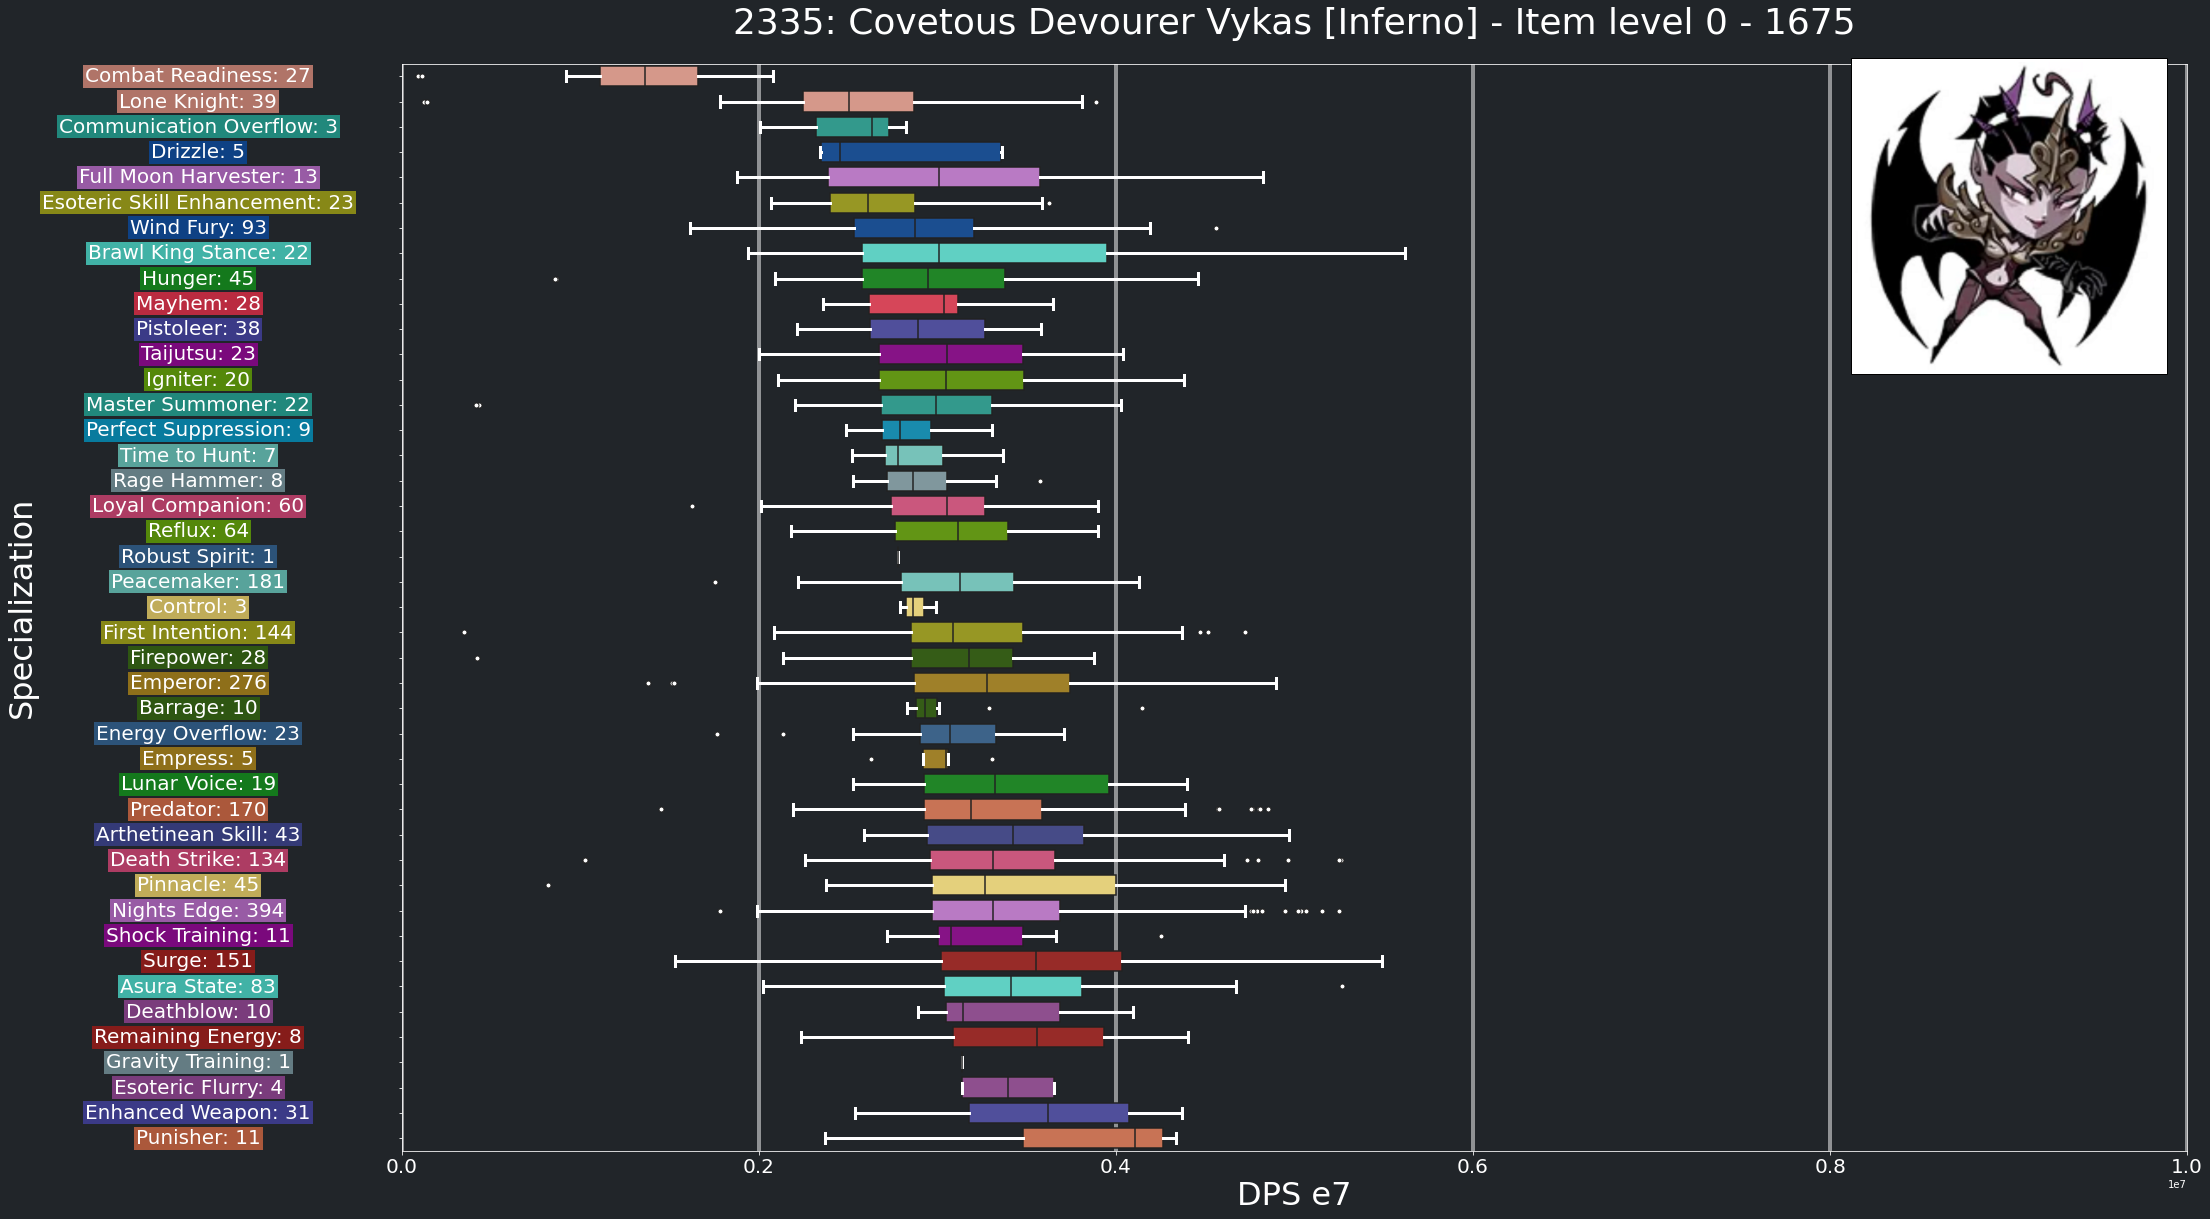 2335: Covetous Devourer Vykas [Inferno] - Item level 0 - 1675
Specialization
Combat Readiness: 27
Lone Knight: 39
Communication Overflow: 3
Drizzle: 5
Full Moon Harvester: 13
Esoteric Skill Enhancement: 23
Wind Fury: 93
Brawl King Stance: 22
Hunger: 45
Mayhem: 28
Pistoleer: 38
Taijutsu: 23
Igniter: 20
Master Summoner: 22
Perfect Suppression: 9
Time to Hunt: 7
Rage Hammer: 8
Loyal Companion: 60
Reflux: 64
Robust Spirit: 1
Peacemaker: 181
Control: 3
First Intention: 144
Firepower: 28
Emperor: 276
Barrage: 10
Energy Overflow: 23
Empress: 5
Lunar Voice: 19
Predator: 170
Arthetinean Skill: 43
Death Strike: 134
Pinnacle: 45
Nights Edge: 394
Shock Training: 11
Surge: 151
Asura State: 83
Deathblow: 10
Remaining Energy: 8
Gravity Training: 1
Esoteric Flurry: 4
Enhanced Weapon: 31
Punisher: 11
0.0 0.2 0.4 0.6 0.8 1.0
1e7
DPS e7